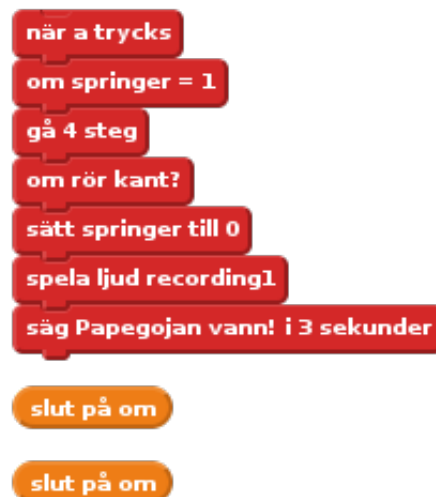 när a trycks
om springer = 1
gå 4 steg
om rör kant?
sätt springer till 0
spela ljud recording1
säg Papegojan vann! i 3 sekunder
slut på om
slut på om